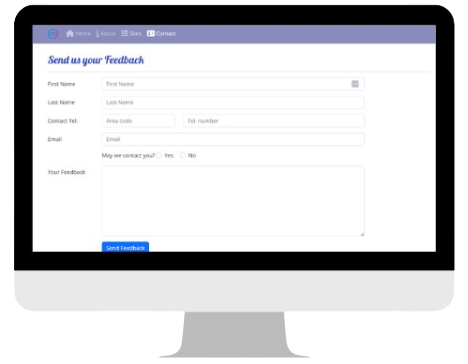 Home About Sites Contact
Send us your Feedback
First Name First Name
Last Name Last Name
Contact Tel. Area code Tel. number
Email Email
May we contact you? Yes No
Your Feedback
Send Feedback